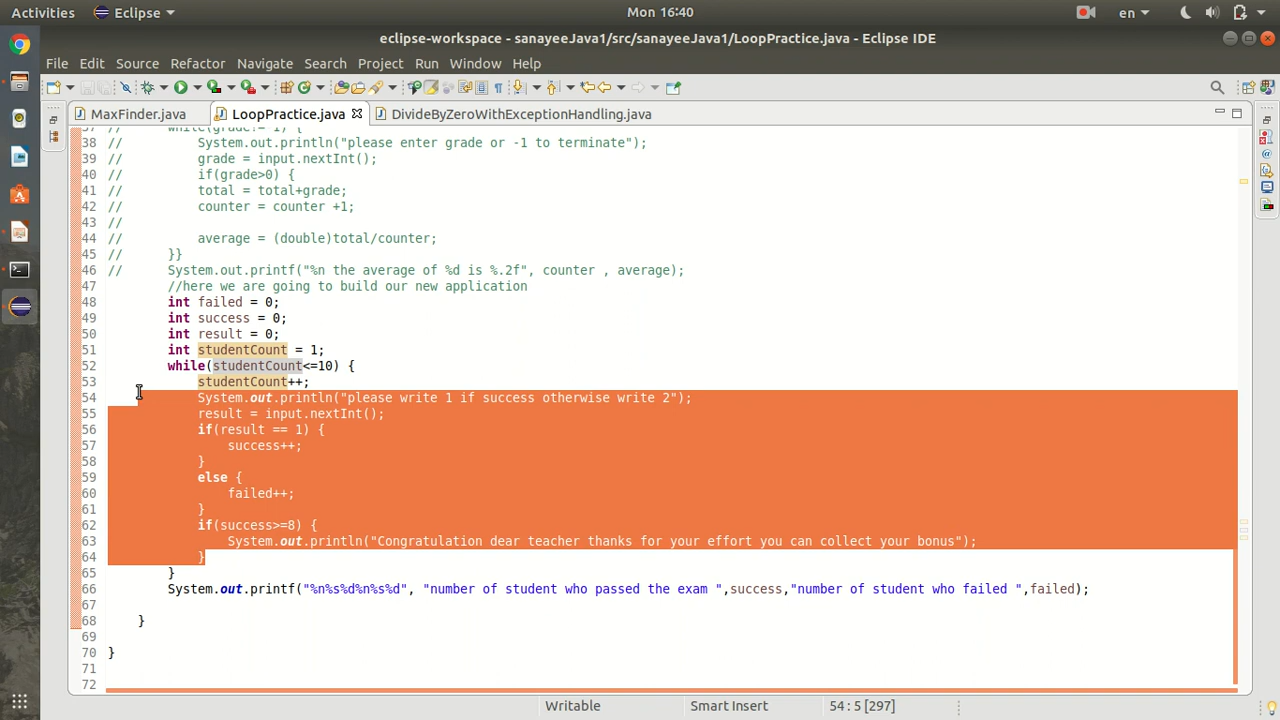 Activities Eclipse Mon 16:40 en
eclipse-workspace - sanayeeJava1/src/sanayeeJava1/LoopPractice.java - Eclipse IDE
File Edit Source Refactor Navigate Search Project Run Window Help
MaxFinder.java LoopPractice.java DivideByZeroWithExceptionHandling.java
37 // while(grade!=-1) {
38 // System.out.println("please enter grade or -1 to terminate");
39 // grade = input.nextInt();
40 // if(grade>0) {
41 // total = total+grade;
42 // counter = counter +1;
43 //
44 // average = (double)total/counter;
45 // }}
46 // System.out.printf("%n the average of %d is %.2f", counter , average);
47 //here we are going to build our new application
48 int failed = 0;
49 int success = 0;
50 int result = 0;
51 int studentCount = 1;
52 while(studentCount<=10) {
53 studentCount++;
54 System.out.println("please write 1 if success otherwise write 2");
55 result = input.nextInt();
56 if(result == 1) {
57 success++;
58 }
59 else {
60 failed++;
61 }
62 if(success>=8) {
63 System.out.println("Congratulation dear teacher thanks for your effort you can collect your bonus");
64 }
65 }
66 System.out.printf("%n%s%d%n%s%d", "number of student who passed the exam ",success,"number of student who failed ",failed);
67
68 }
69
70 }
71
72
Writable Smart Insert 54 : 5 [297]